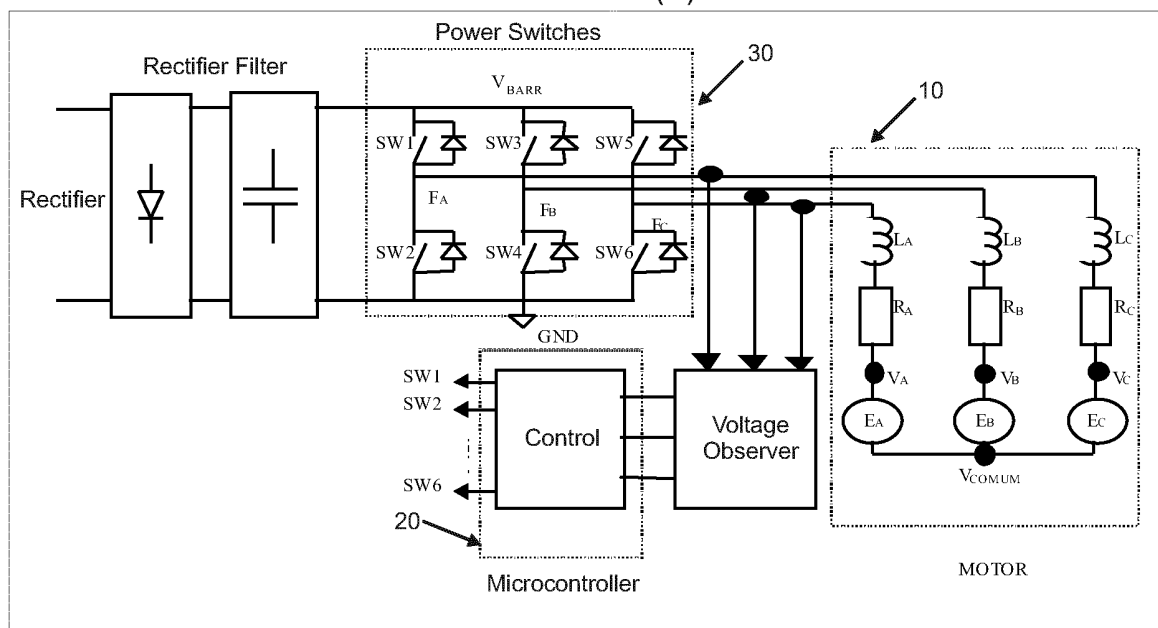 Power Switches
Rectifier Filter
30
V BARR
10
SW1
SW3
SW5
Rectifier
FA
FB
FC
LA
LB
LC
SW2
SW4
SW6
RA
RB
RC
GND
SW1
VA
VB
VC
SW2
Control
Voltage
Observer
EA
EB
EC
VCOMUM
SW6
20
Microcontroller
MOTOR